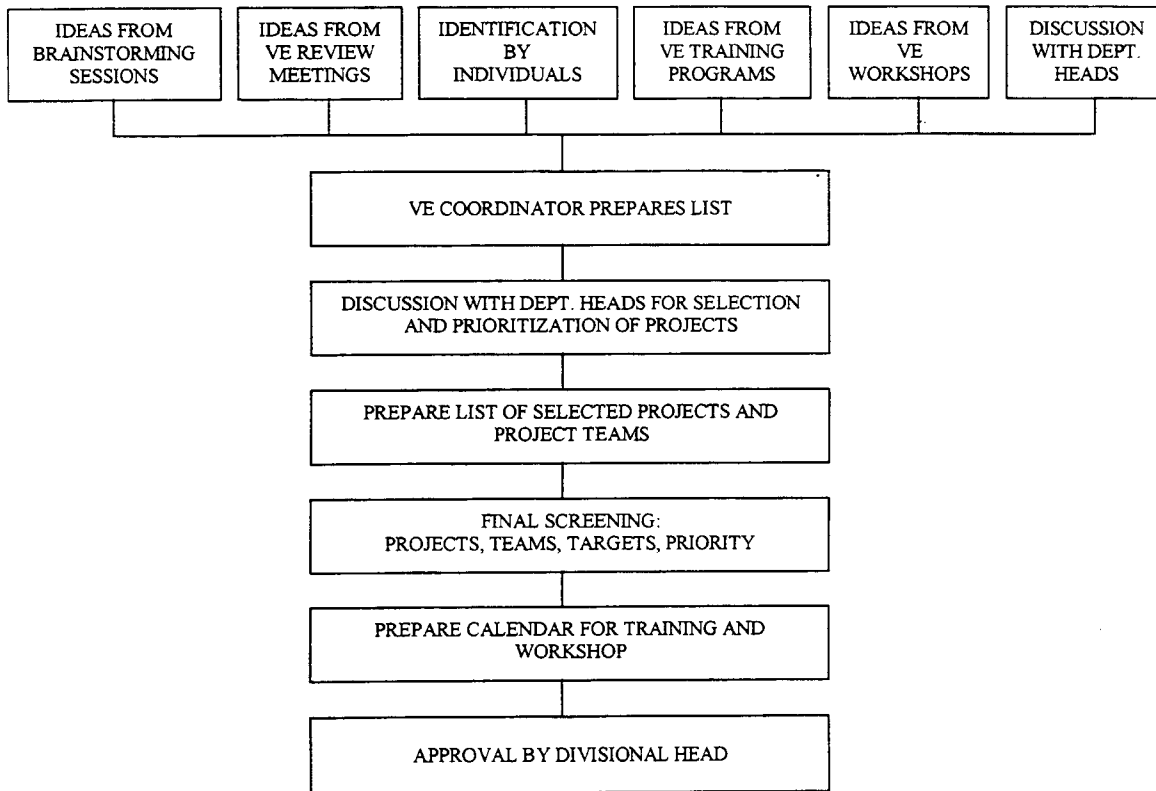 IDEAS FROM
BRAINSTORMING
SESSIONS
IDEAS FROM
VE REVIEW
MEETINGS
IDENTIFICATION
BY
INDIVIDUALS
IDEAS FROM
VE TRAINING
PROGRAMS
IDEAS FROM
VE
WORKSHOPS
DISCUSSION
WITH DEPT.
HEADS
VE COORDINATOR PREPARES LIST
DISCUSSION WITH DEPT. HEADS FOR SELECTION
AND PRIORITIZATION OF PROJECTS
PREPARE LIST OF SELECTED PROJECTS AND
PROJECT TEAMS
FINAL SCREENING:
PROJECTS, TEAMS, TARGETS, PRIORITY
PREPARE CALENDAR FOR TRAINING AND
WORKSHOP
APPROVAL BY DIVISIONAL HEAD